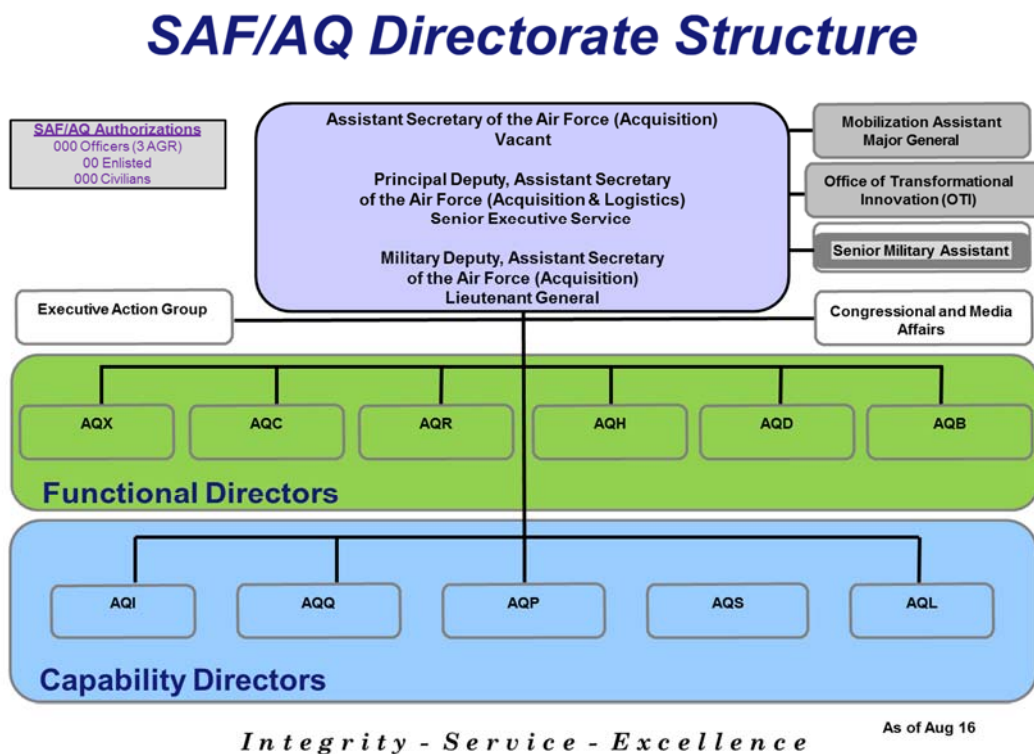 SAF/AQ Directorate Structure
SAF/AQ Authorizations
000 Officers (3 AGR)
00 Enlisted
000 Civilians
Assistant Secretary of the Air Force (Acquisition)
Vacant
Principal Deputy, Assistant Secretary
of the Air Force (Acquisition & Logistics)
Senior Executive Service
Military Deputy, Assistant Secretary
of the Air Force (Acquisition)
Lieutenant General
Mobilization Assistant
Major General
Office of Transformational
Innovation (OTI)
Senior Military Assistant
Executive Action Group
Congressional and Media
Affairs
AQX
AQC
AQR
AQH
AQD
AQB
Functional Directors
AQI
AQQ
AQP
AQS
AQL
Capability Directors
As of Aug 16
Integrity - Service - Excellence